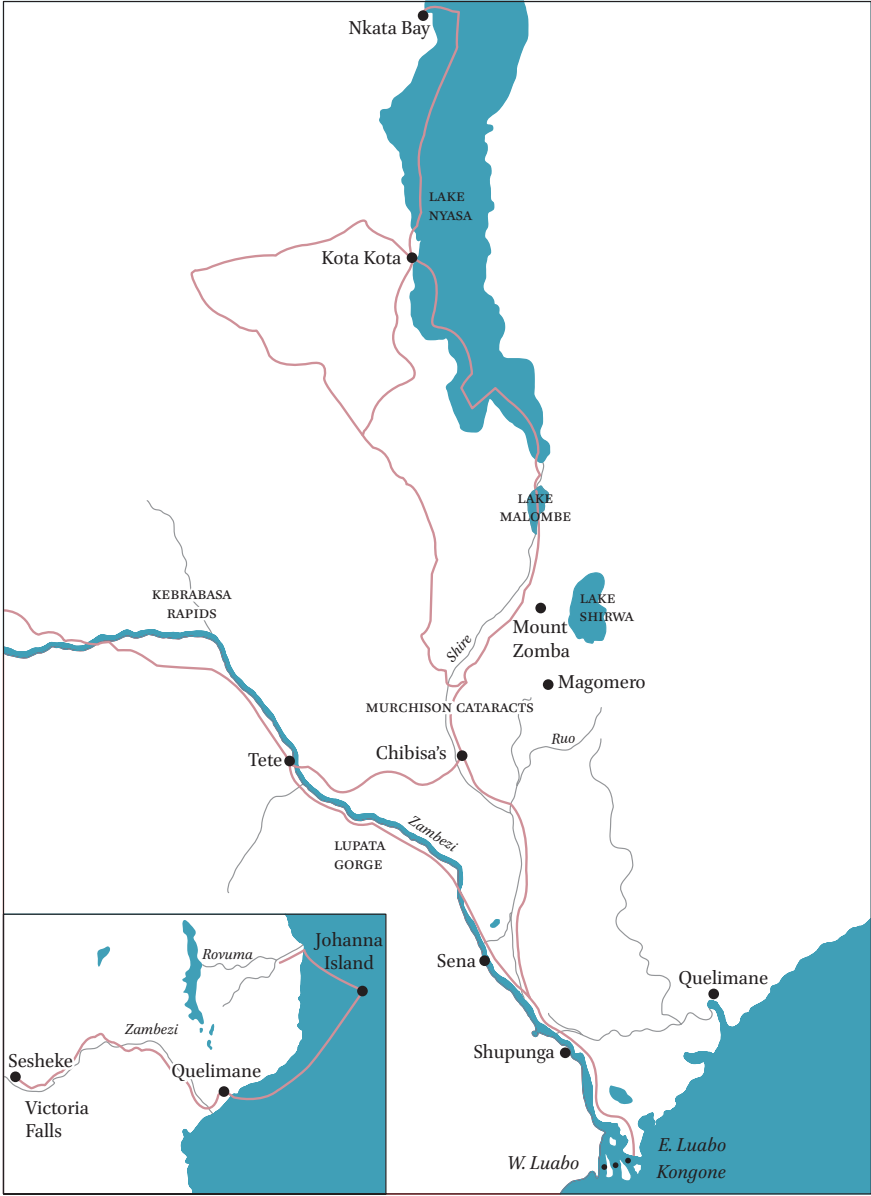 Nkata Bay
LAKE
NYASA
Kota Kota
LAKE
MALOMBE
KEBRABASA
RAPIDS
LAKE
SHIRWA
Mount
Zomba
Shire
Magomero
MURCHISON CATARACTS
Ruo
Chibisa's
Tete
Zambezi
LUPATA
GORGE
Sena
Quelimane
Shupunga
E. Luabo
W. Luabo
Kongone
Johanna
Island
Rovuma
Zambezi
Sesheke
Quelimane
Victoria
Falls